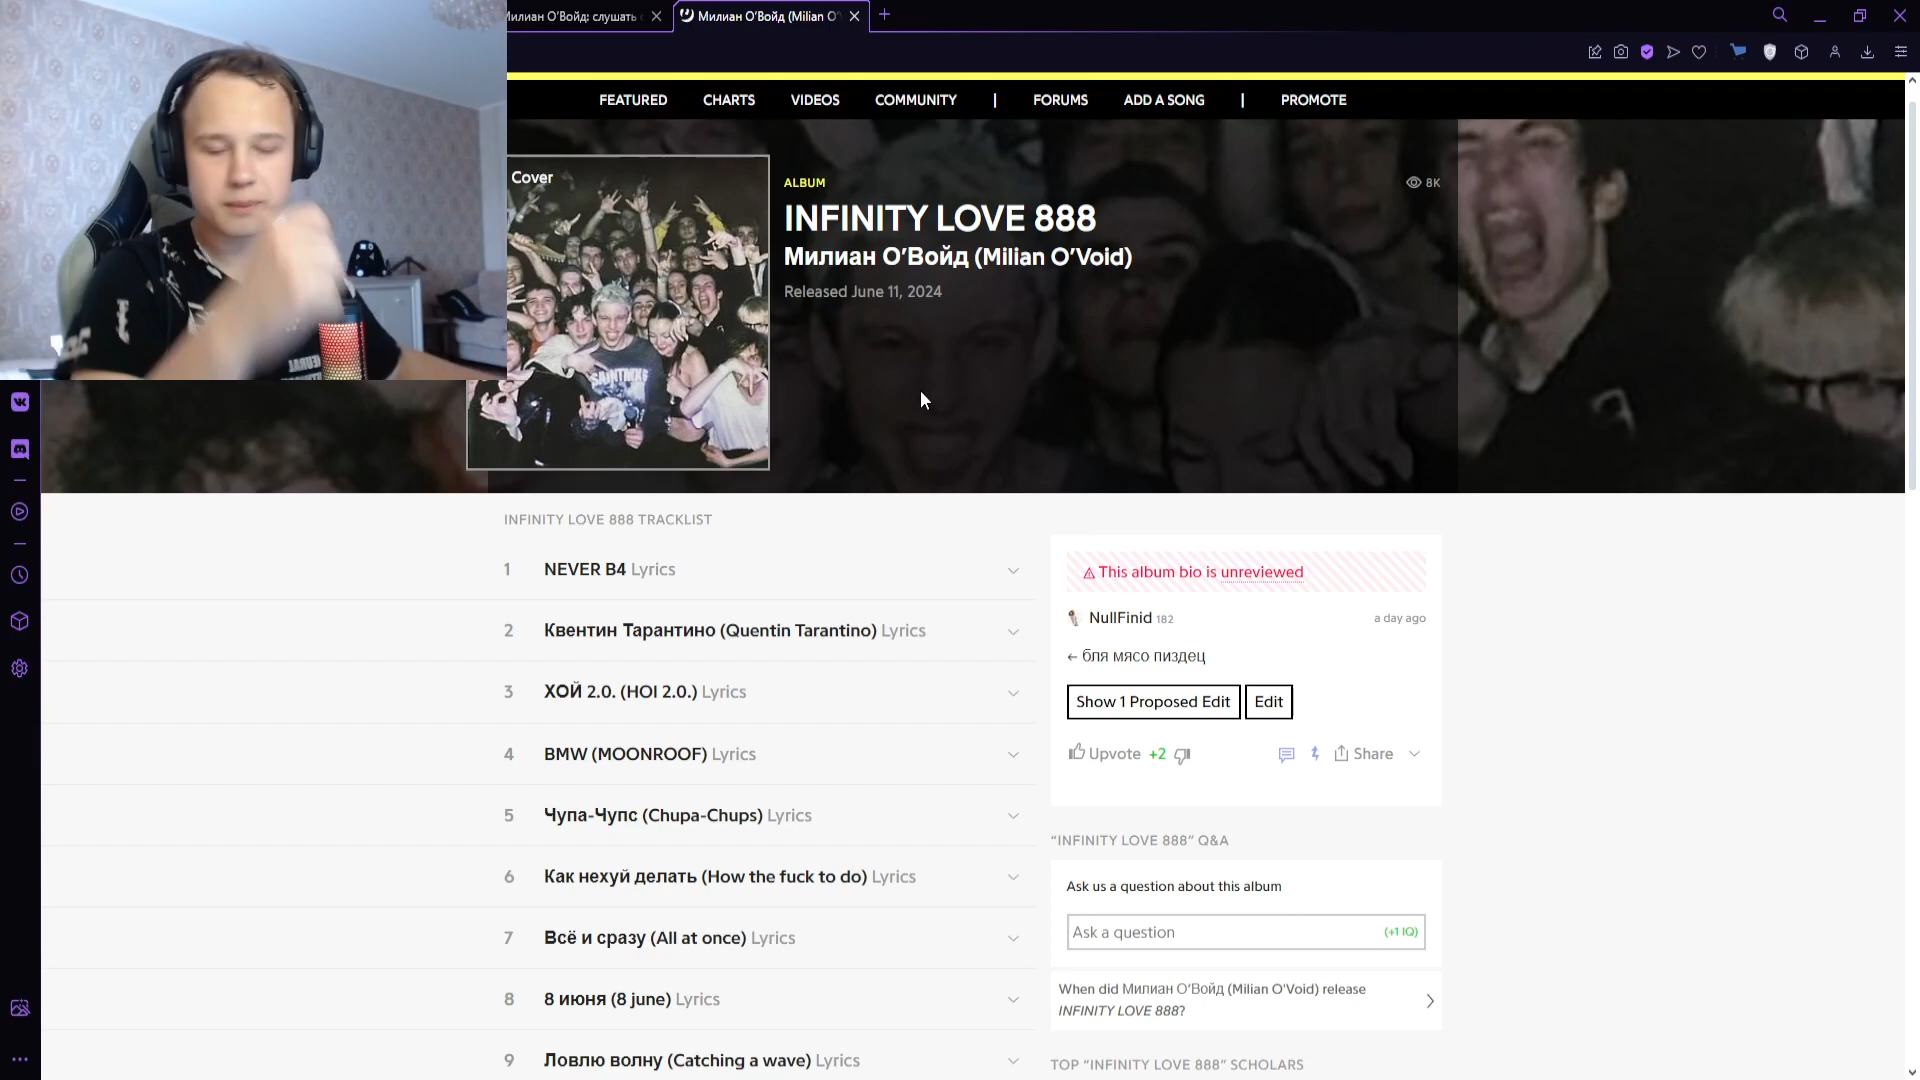 Милиан О'Войд: слушать
Милиан О'Войд (Milian O'
FEATURED CHARTS VIDEOS COMMUNITY | FORUMS ADD A SONG | PROMOTE
Cover
ALBUM
8K
INFINITY LOVE 888
Милиан О'Войд (Milian O'Void)
Released June 11, 2024
SAINT
INFINITY LOVE 888 TRACKLIST
1 NEVER B4 Lyrics
2 Квентин Тарантино (Quentin Tarantino) Lyrics
3 ХОЙ 2.0. (HOI 2.0.) Lyrics
4 BMW (MOONROOF) Lyrics
5 Чупа-Чупс (Chupa-Chups) Lyrics
6 Как нехуй делать (How the fuck to do) Lyrics
7 Всё и сразу (All at once) Lyrics
8 8 июня (8 june) Lyrics
9 Ловлю волну (Catching a wave) Lyrics
This album bio is unreviewed
NullFinid 182
a day ago
← бля мясо пиздец
Show 1 Proposed Edit Edit
Upvote +2 Share
"INFINITY LOVE 888" Q&A
Ask us a question about this album
Ask a question (+1 IQ)
When did Милиан О'Войд (Milian O'Void) release
INFINITY LOVE 888?
TOP "INFINITY LOVE 888" SCHOLARS